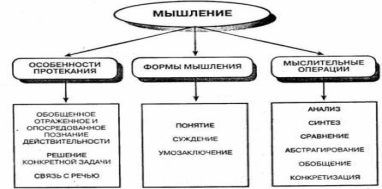 МЫШЛЕНИЕ
ОСОБЕННОСТИ
ПРОТЕКАНИЯ
ФОРМЫ МЫШЛЕНИЯ
МЫСЛИТЕЛЬНЫЕ
ОПЕРАЦИИ
ОБОБЩЕННОЕ
ОТРАЖЕННОЕ И
ОПОСРЕДОВАННОЕ
ПОЗНАНИЕ
ДЕЙСТВИТЕЛЬНОСТИ
РЕШЕНИЕ
КОНКРЕТНОЙ ЗАДАЧИ
СВЯЗЬ С РЕЧЬЮ
ПОНЯТИЕ
СУЖДЕНИЕ
УМОЗАКЛЮЧЕНИЕ
АНАЛИЗ
СИНТЕЗ
СРАВНЕНИЕ
АБСТРАГИРОВАНИЕ
ОБОБЩЕНИЕ
КОНКРЕТИЗАЦИЯ